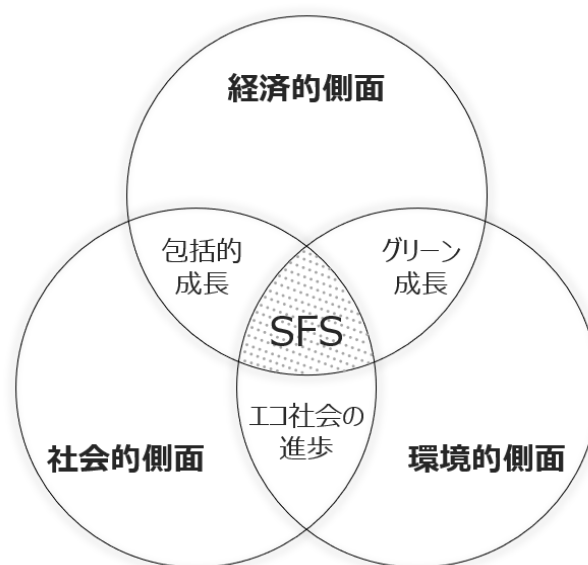 経済的側面
包括的
成長
グリーン
成長
SFS
エコ社会の
進歩
社会的側面
環境的側面